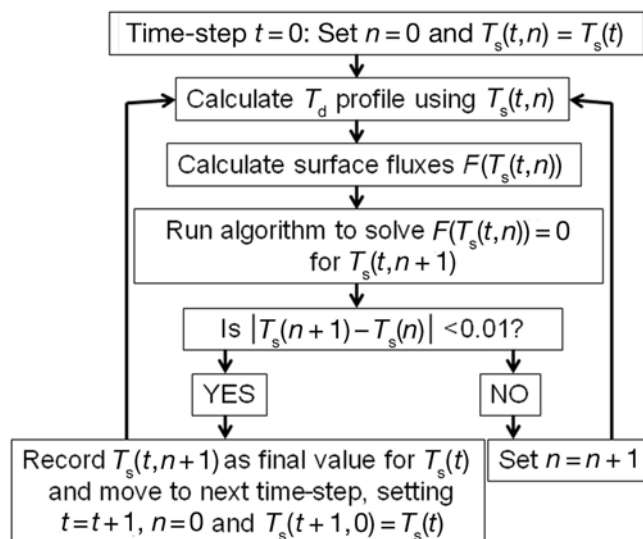 Time-step t=0: Set n=0 and Tₛ(t,n)=Tₛ(t)
Calculate T_d profile using Tₛ(t,n)
Calculate surface fluxes F(Tₛ(t,n))
Run algorithm to solve F(Tₛ(t,n))=0
for Tₛ(t,n+1)
Is |Tₛ(n+1)−Tₛ(n)| <0.01?
YES
NO
Record Tₛ(t,n+1) as final value for Tₛ(t)
and move to next time-step, setting
t=t+1, n=0 and Tₛ(t+1,0)=Tₛ(t)
Set n=n+1